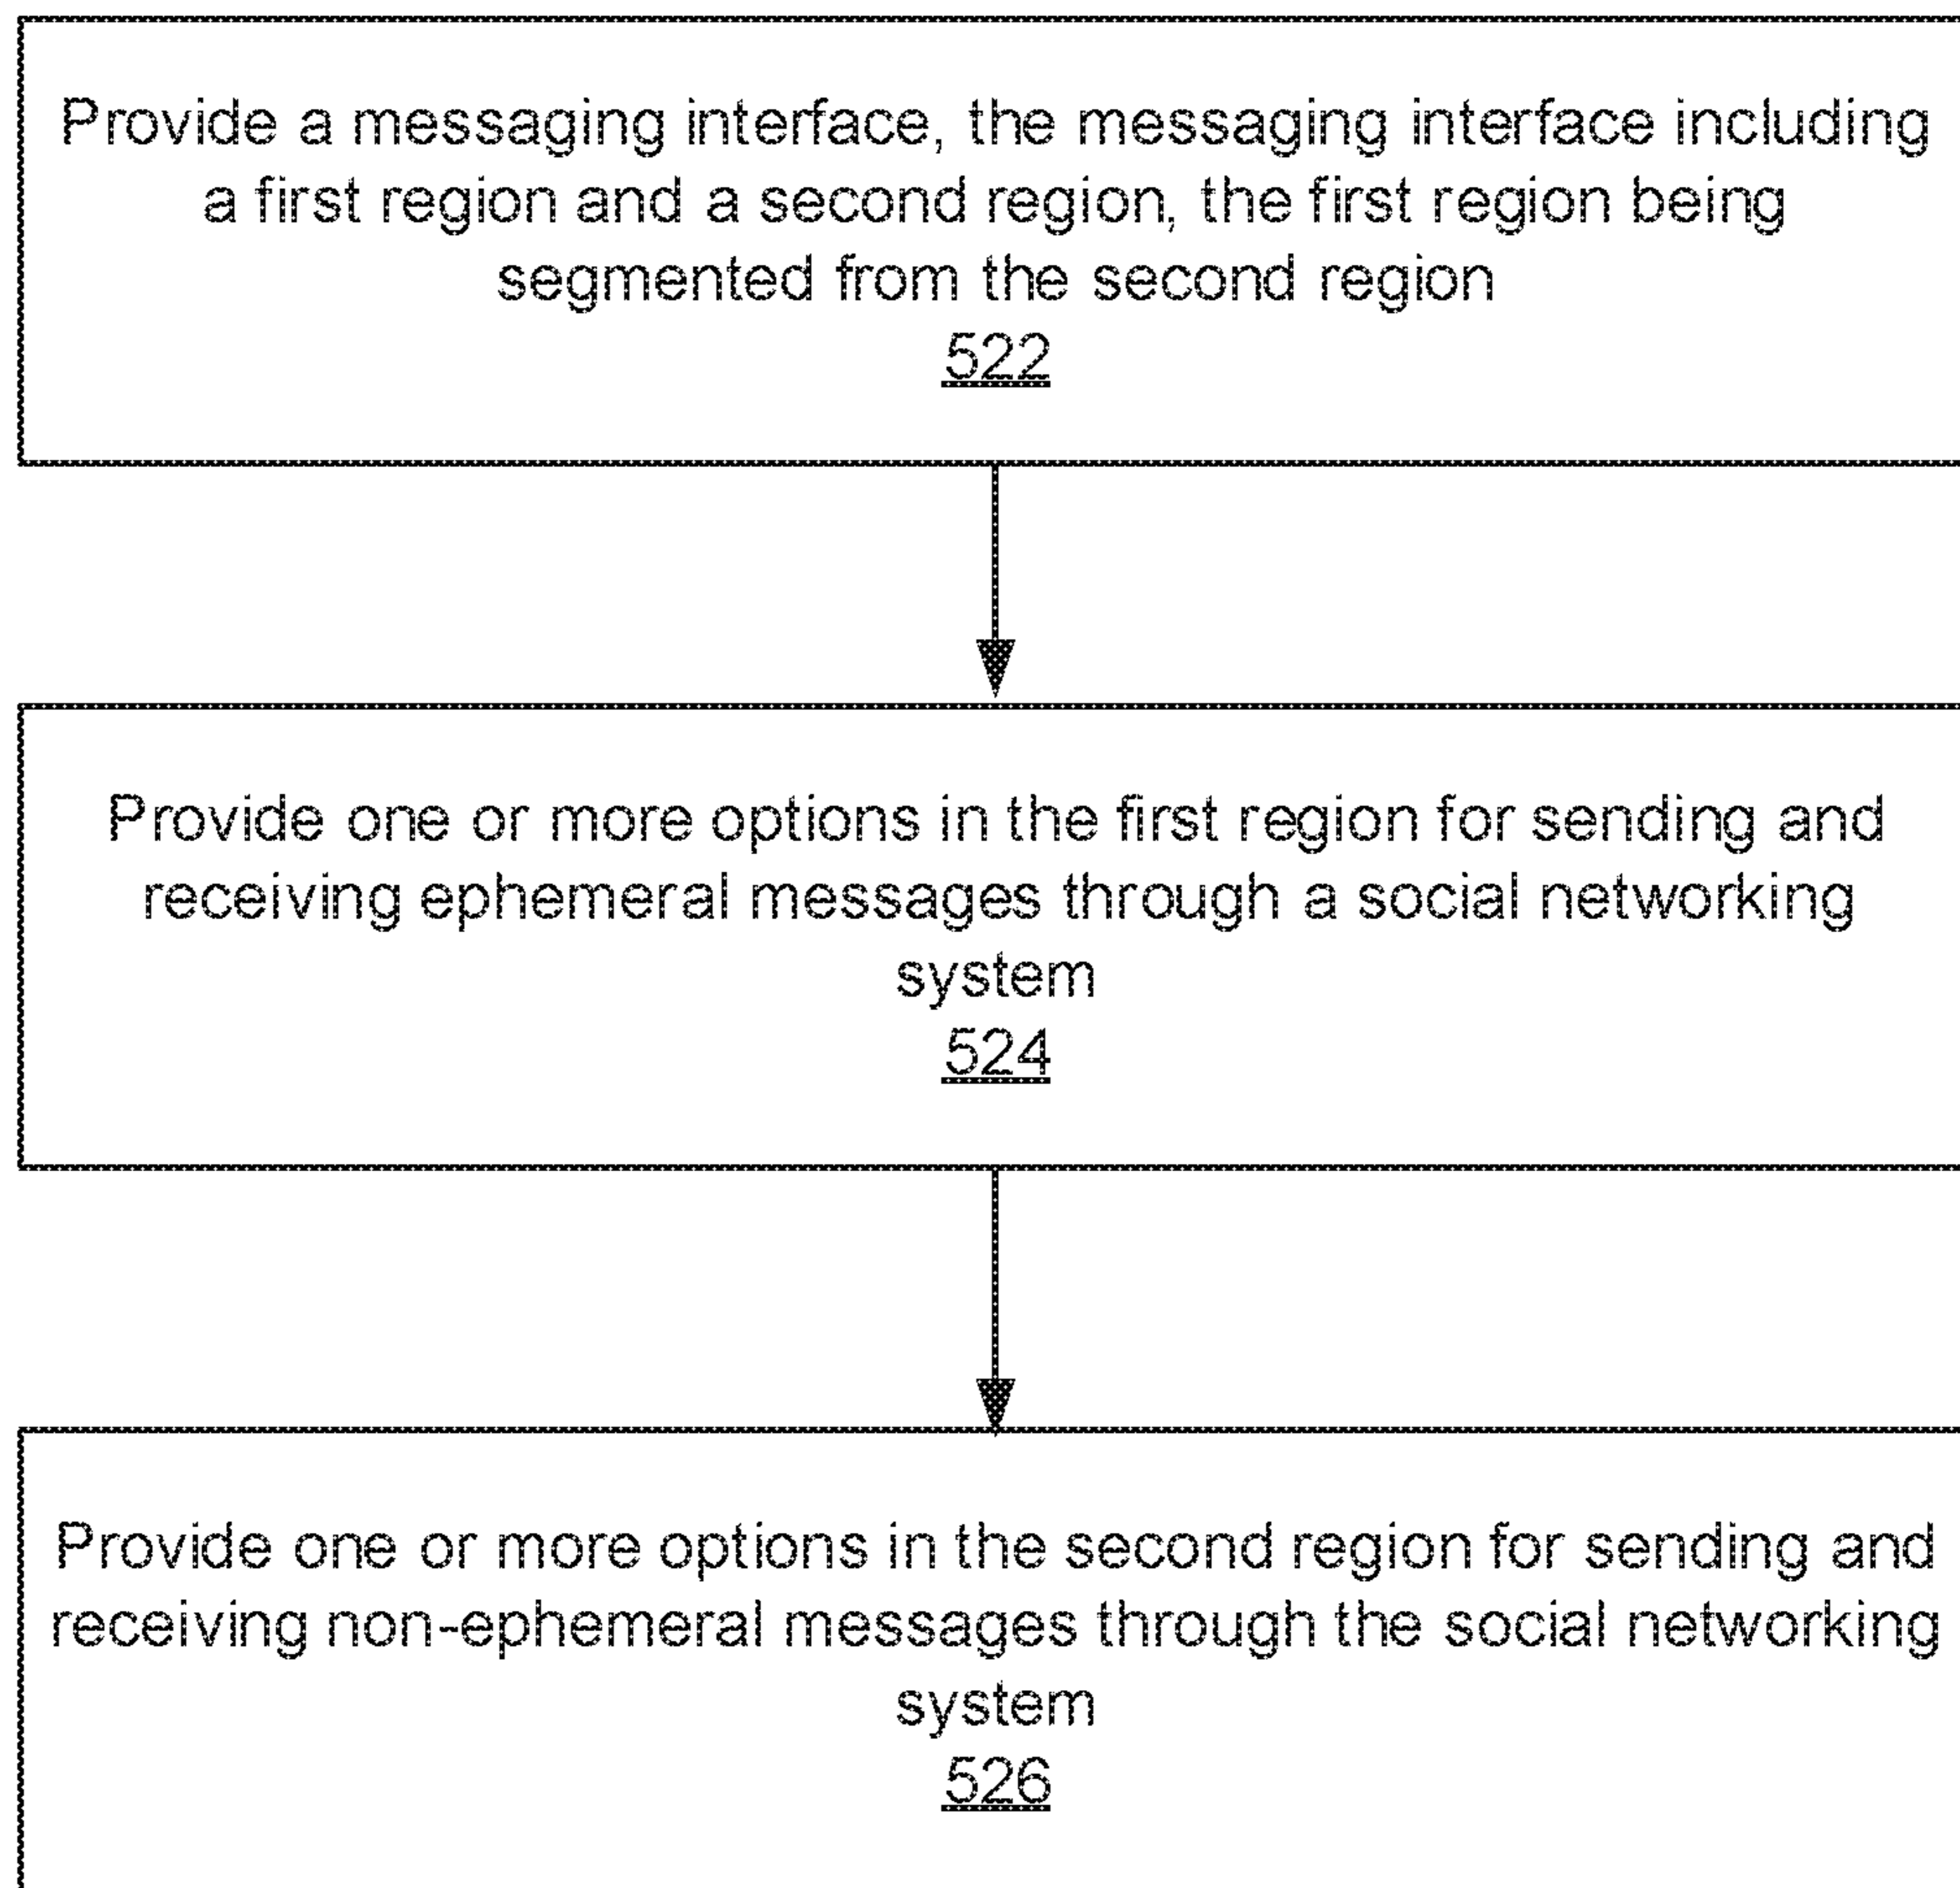 Provide a messaging interface, the messaging interface including
a first region and a second region, the first region being
segmented from the second region
522
Provide one or more options in the first region for sending and
receiving ephemeral messages through a social networking
system
524
Provide one or more options in the second region for sending and
receiving non-ephemeral messages through the social networking
system
526